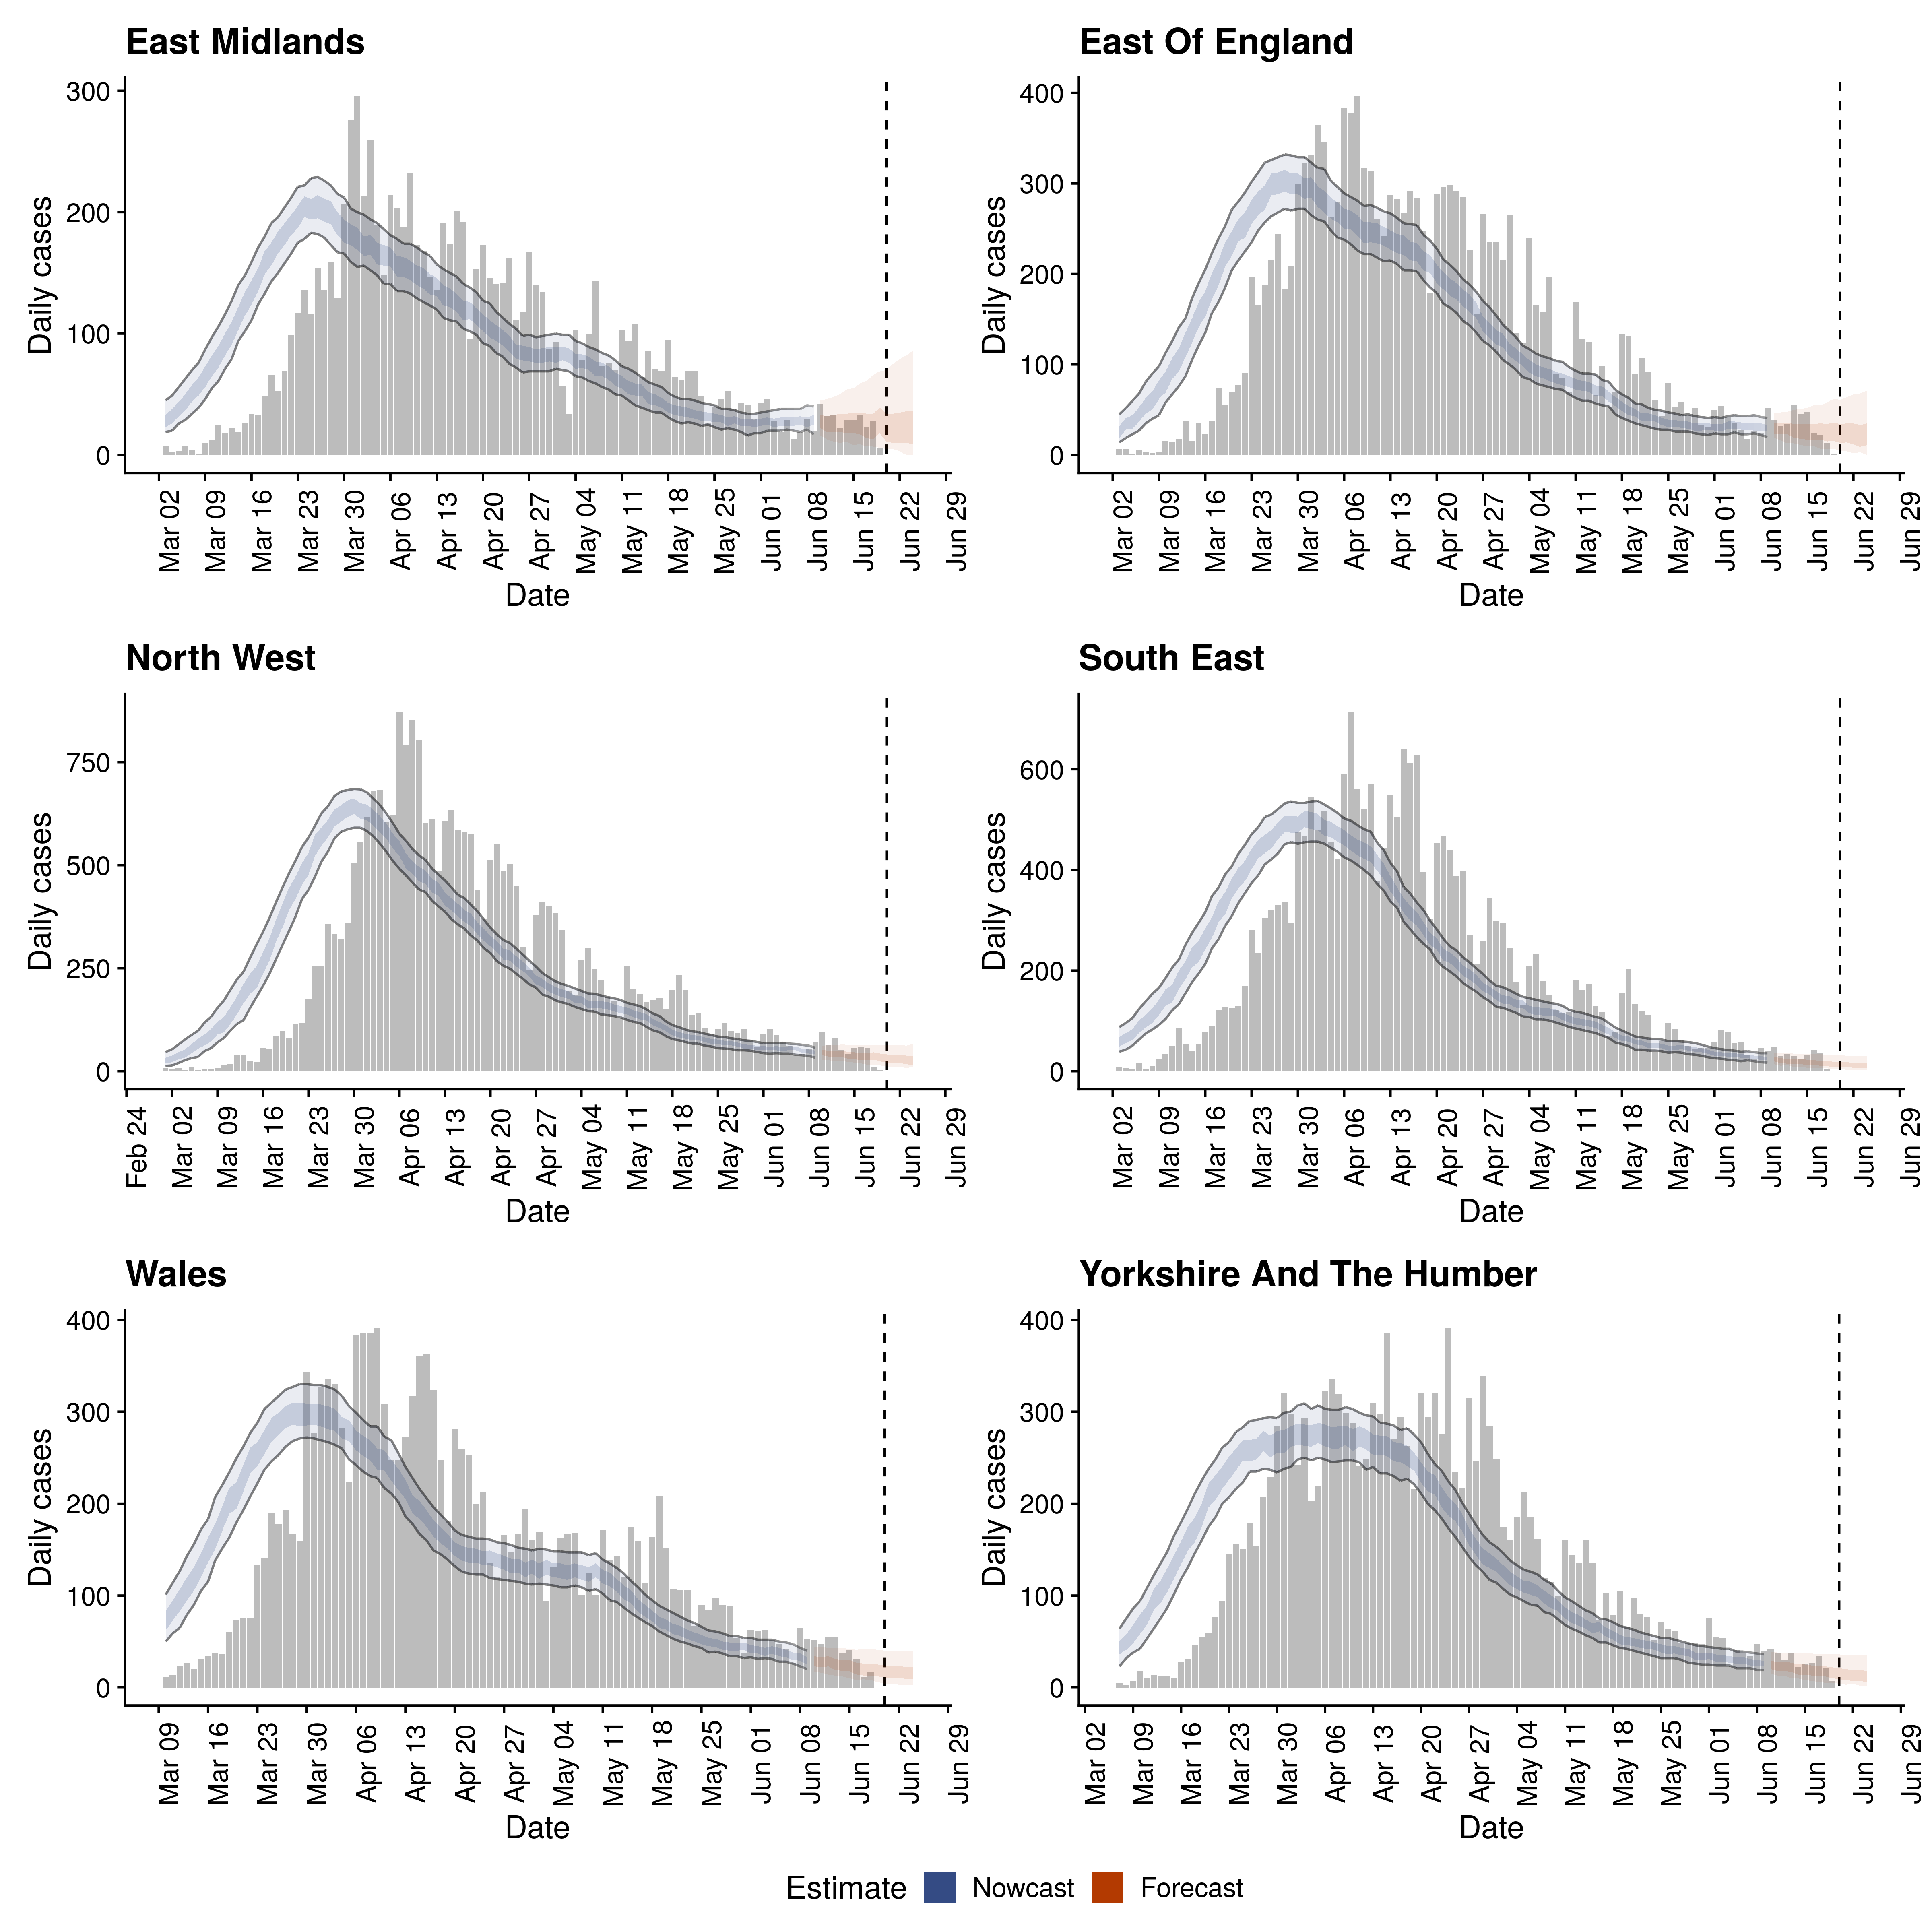 East Midlands
East Of England
Daily cases
300
200
100
0
Mar 02 Mar 09 Mar 16 Mar 23 Mar 30 Apr 06 Apr 13 Apr 20 Apr 27 May 04 May 11 May 18 May 25 Jun 01 Jun 08 Jun 15 Jun 22 Jun 29
Date
Daily cases
400
300
200
100
0
Mar 02 Mar 09 Mar 16 Mar 23 Mar 30 Apr 06 Apr 13 Apr 20 Apr 27 May 04 May 11 May 18 May 25 Jun 01 Jun 08 Jun 15 Jun 22 Jun 29
Date
North West
South East
Daily cases
750
500
250
0
Feb 24 Mar 02 Mar 09 Mar 16 Mar 23 Mar 30 Apr 06 Apr 13 Apr 20 Apr 27 May 04 May 11 May 18 May 25 Jun 01 Jun 08 Jun 15 Jun 22 Jun 29
Date
Daily cases
600
400
200
0
Mar 02 Mar 09 Mar 16 Mar 23 Mar 30 Apr 06 Apr 13 Apr 20 Apr 27 May 04 May 11 May 18 May 25 Jun 01 Jun 08 Jun 15 Jun 22 Jun 29
Date
Wales
Yorkshire And The Humber
Daily cases
400
300
200
100
0
Mar 09 Mar 16 Mar 23 Mar 30 Apr 06 Apr 13 Apr 20 Apr 27 May 04 May 11 May 18 May 25 Jun 01 Jun 08 Jun 15 Jun 22 Jun 29
Date
Daily cases
400
300
200
100
0
Mar 02 Mar 09 Mar 16 Mar 23 Mar 30 Apr 06 Apr 13 Apr 20 Apr 27 May 04 May 11 May 18 May 25 Jun 01 Jun 08 Jun 15 Jun 22 Jun 29
Date
Estimate Nowcast Forecast